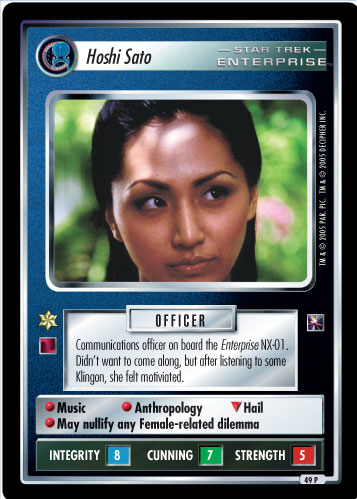 Hoshi Sato
STAR TREK
ENTERPRISE™
TM & © 2005 PAR. PIC. TM & © 2005 DECIPHER INC.
OFFICER
Communications officer on board the Enterprise NX-01.
Didn't want to come along, but after listening to some
Klingon, she felt motiviated.
Music Anthropology Hail
May nullify any Female-related dilemma
INTEGRITY 8 CUNNING 7 STRENGTH 5
49 P